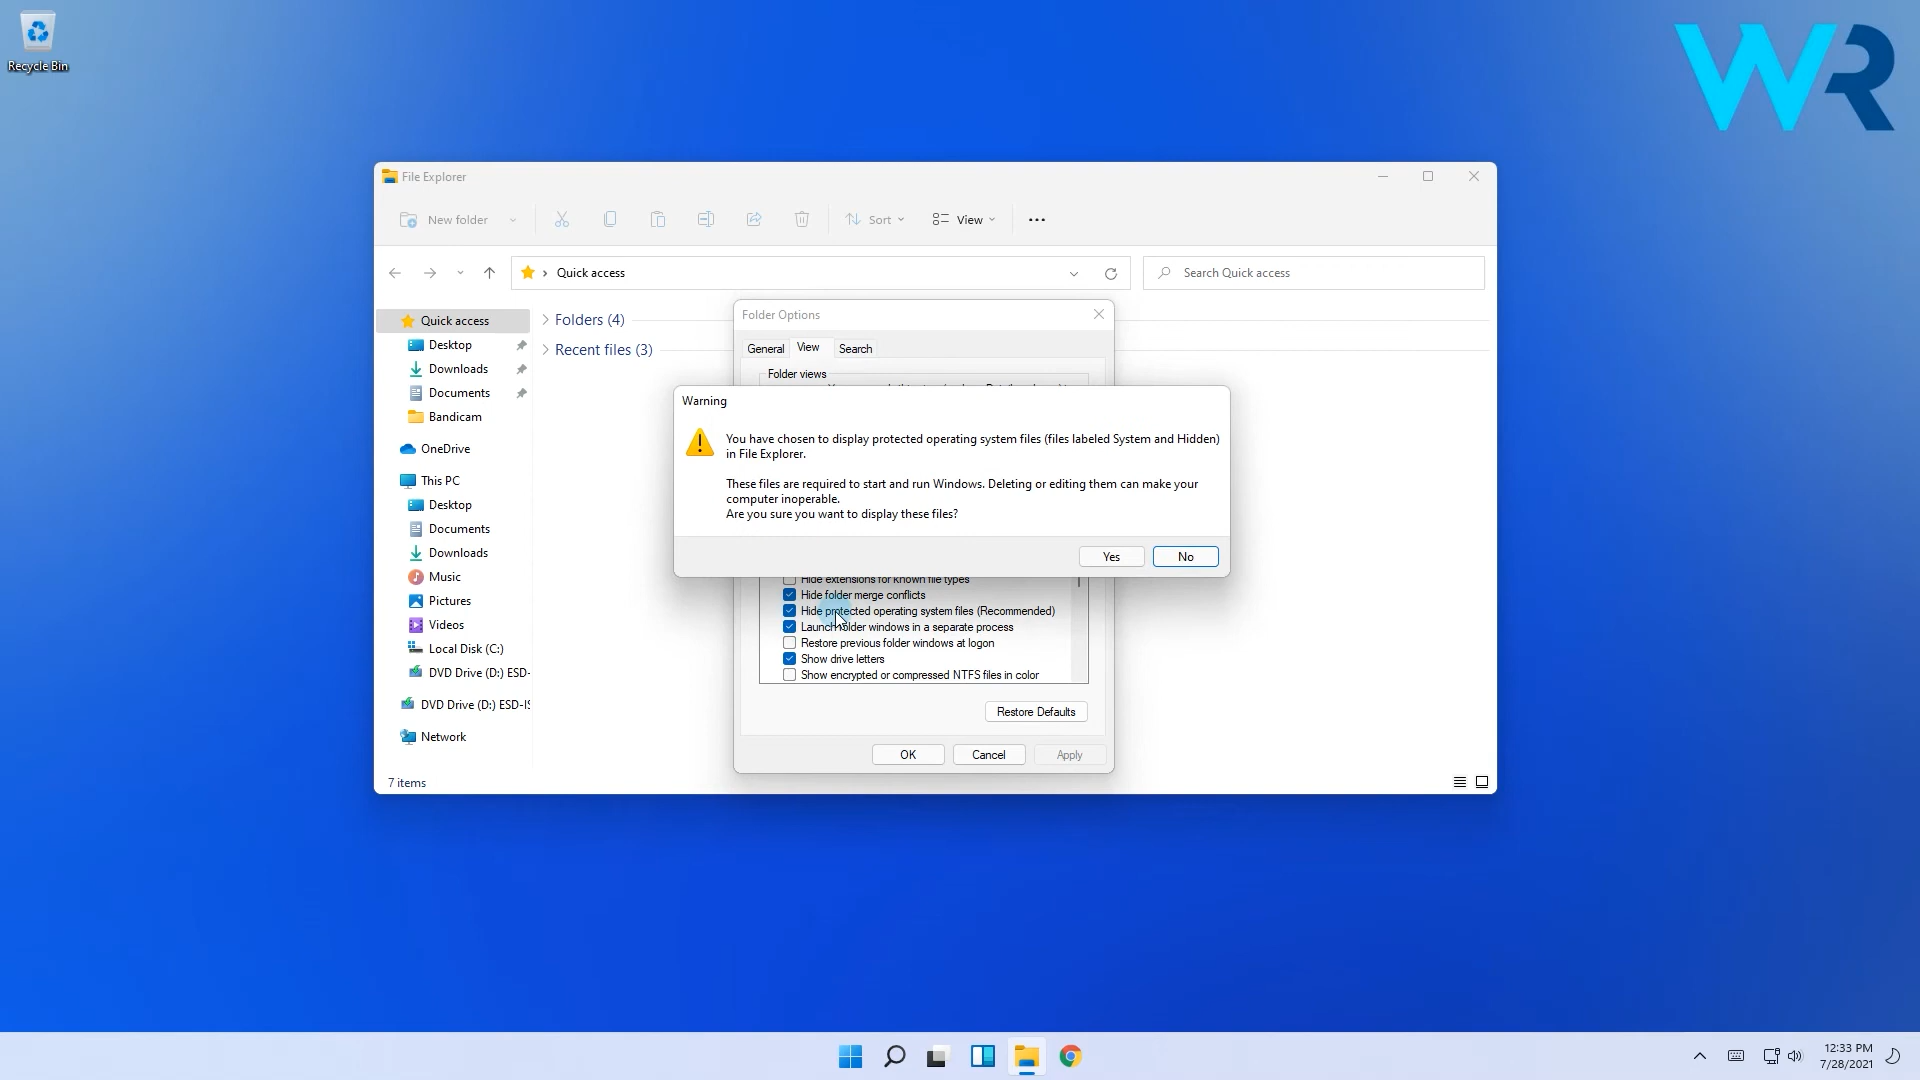 Recycle Bin
WR
File Explorer
New folder
Sort
View
Quick access
Search Quick access
Quick access
Desktop
Downloads
Documents
Bandicam
OneDrive
This PC
Desktop
Documents
Downloads
Music
Pictures
Videos
Local Disk (C:)
DVD Drive (D:) ESD-
DVD Drive (D:) ESD-IS
Network
7 items
Folders (4)
Recent files (3)
Folder Options
General
View
Search
Folder views
Warning
You have chosen to display protected operating system files (files labeled System and Hidden)
in File Explorer.
These files are required to start and run Windows. Deleting or editing them can make your
computer inoperable.
Are you sure you want to display these files?
Yes
No
Hide extensions for known file types
Hide folder merge conflicts
Hide protected operating system files (Recommended)
Launch folder windows in a separate process
Restore previous folder windows at logon
Show drive letters
Show encrypted or compressed NTFS files in color
Restore Defaults
OK
Cancel
Apply
12:33 PM
7/28/2021